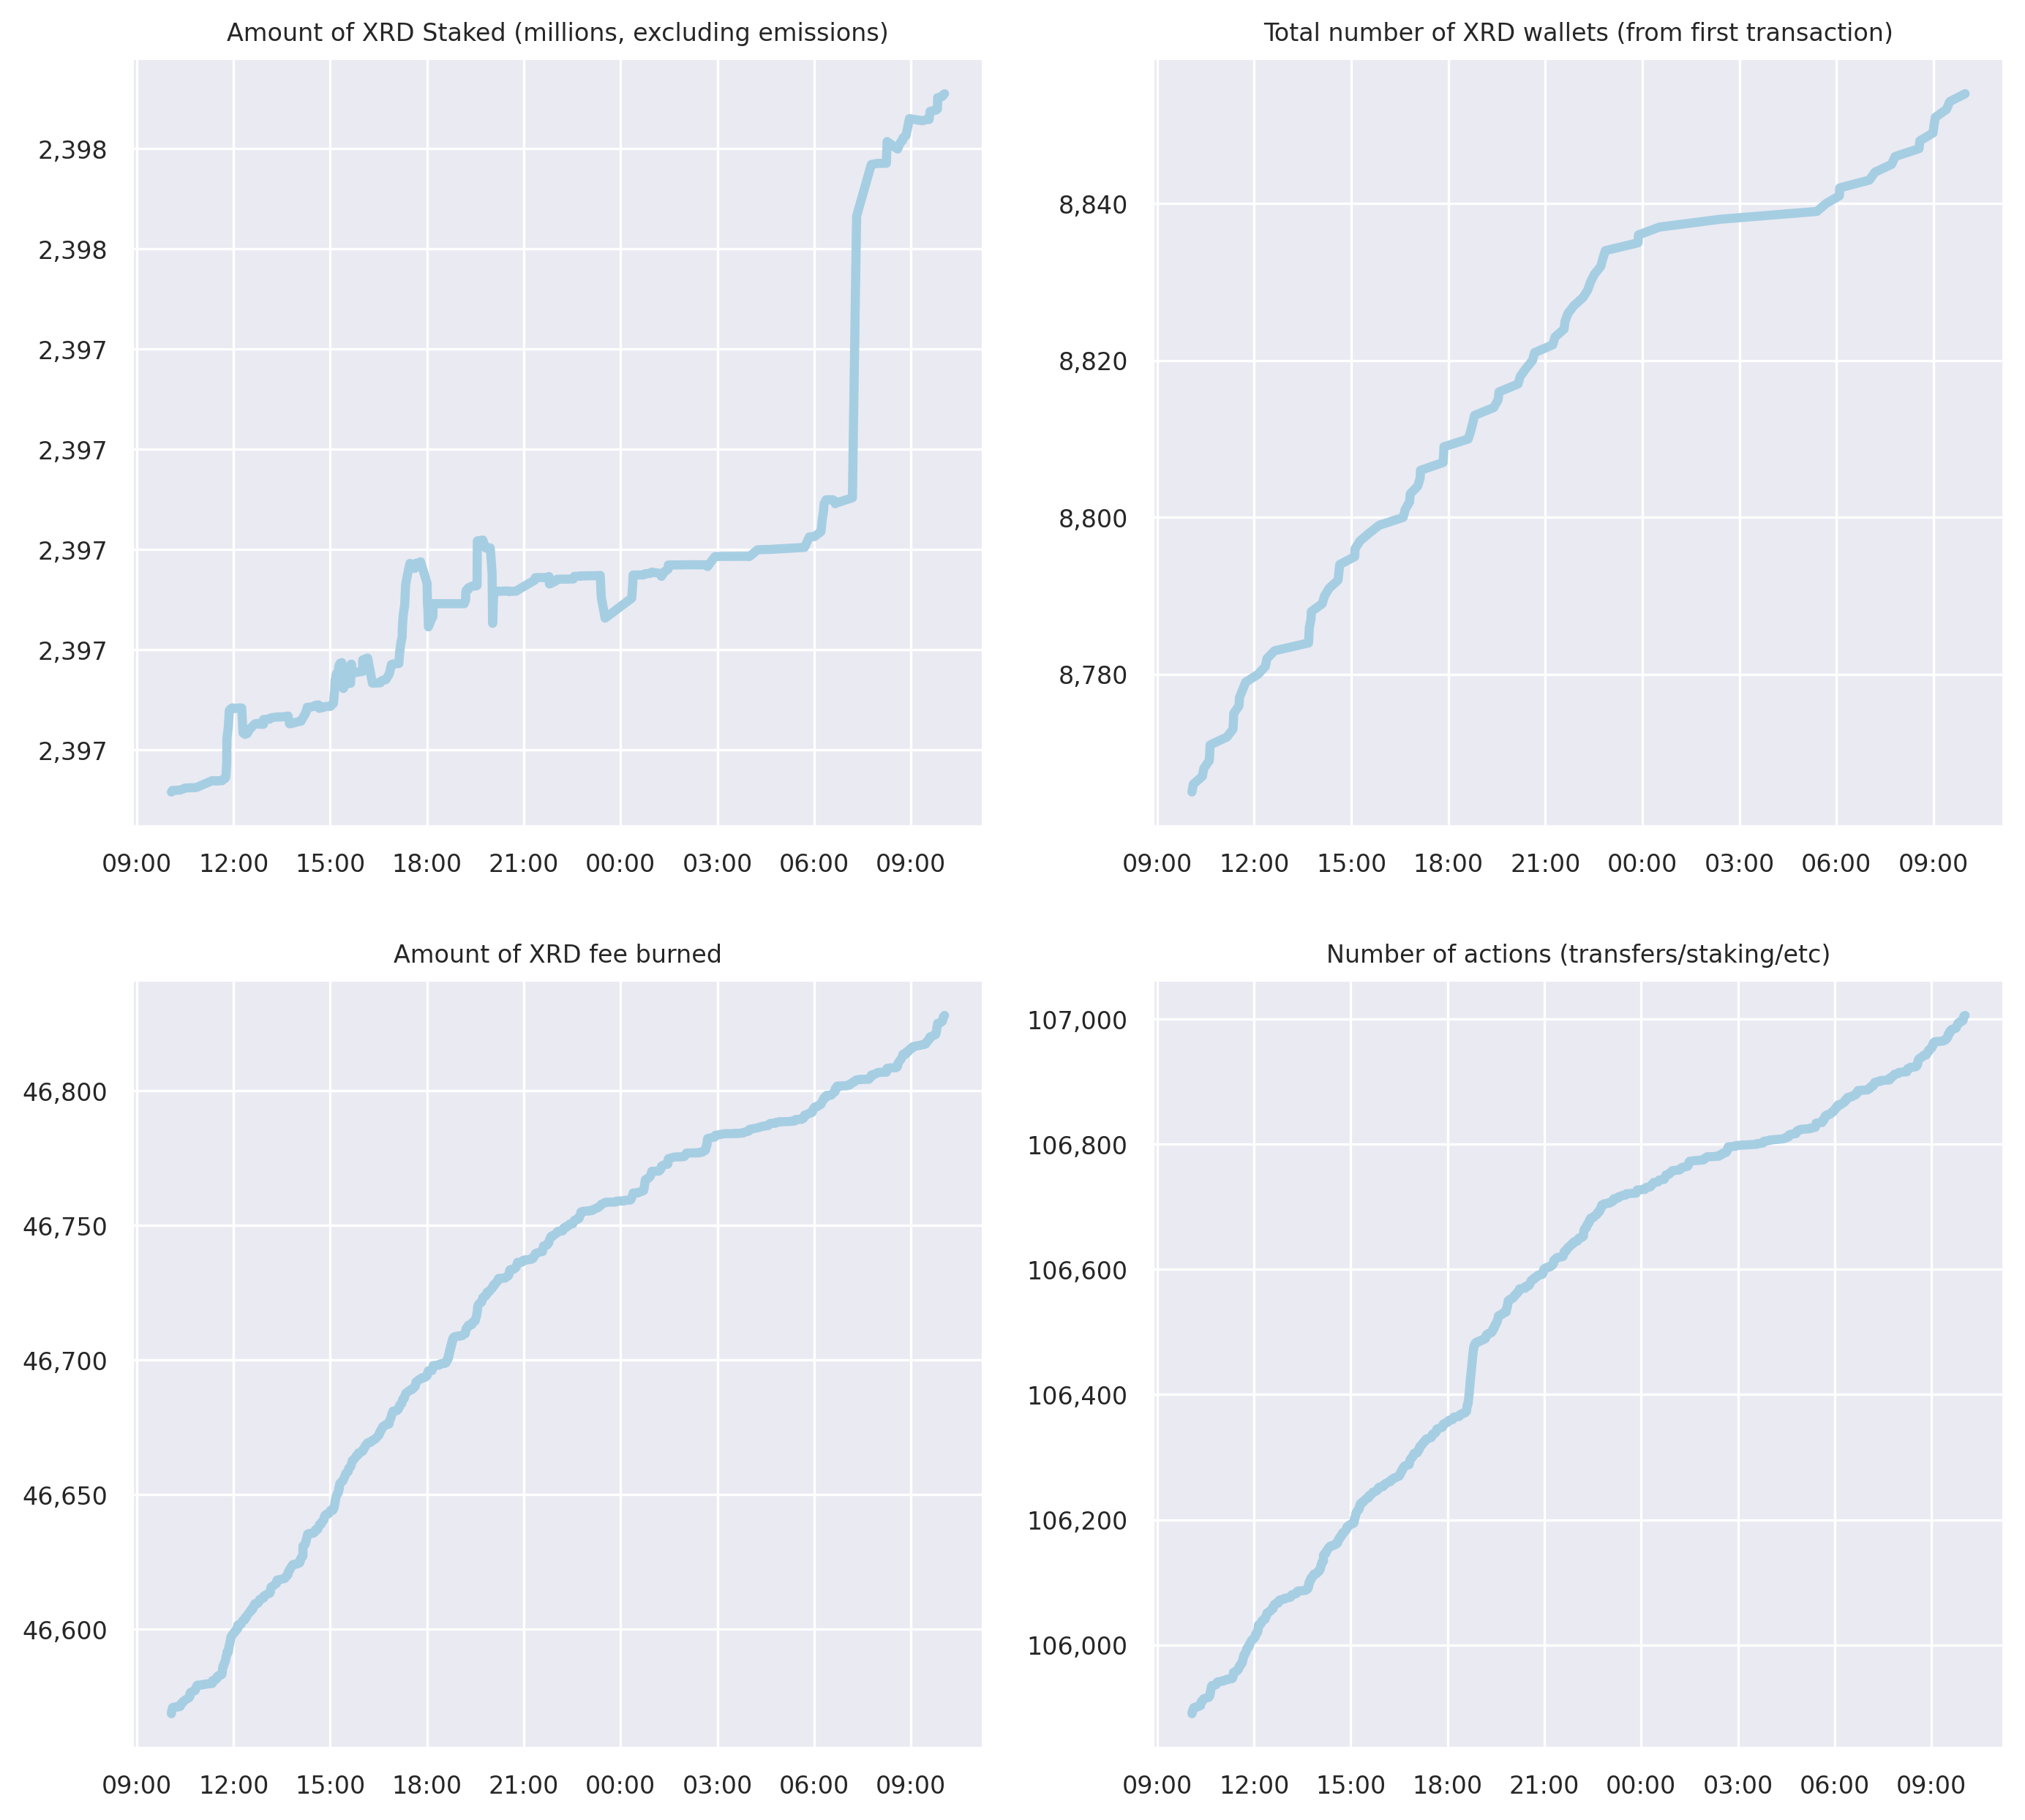 Amount of XRD Staked (millions, excluding emissions)
2,398
2,398
2,397
2,397
2,397
2,397
2,397
09:00 12:00 15:00 18:00 21:00 00:00 03:00 06:00 09:00
Total number of XRD wallets (from first transaction)
8,840
8,820
8,800
8,780
09:00 12:00 15:00 18:00 21:00 00:00 03:00 06:00 09:00
Amount of XRD fee burned
46,800
46,750
46,700
46,650
46,600
09:00 12:00 15:00 18:00 21:00 00:00 03:00 06:00 09:00
Number of actions (transfers/staking/etc)
107,000
106,800
106,600
106,400
106,200
106,000
09:00 12:00 15:00 18:00 21:00 00:00 03:00 06:00 09:00